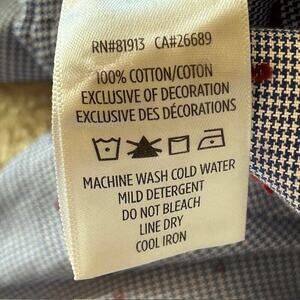 RN#81913 CA#26689
100% COTTON/COTON
EXCLUSIVE OF DECORATION
EXCLUSIVE DES DÉCORATIONS
MACHINE WASH COLD WATER
MILD DETERGENT
DO NOT BLEACH
LINE DRY
COOL IRON